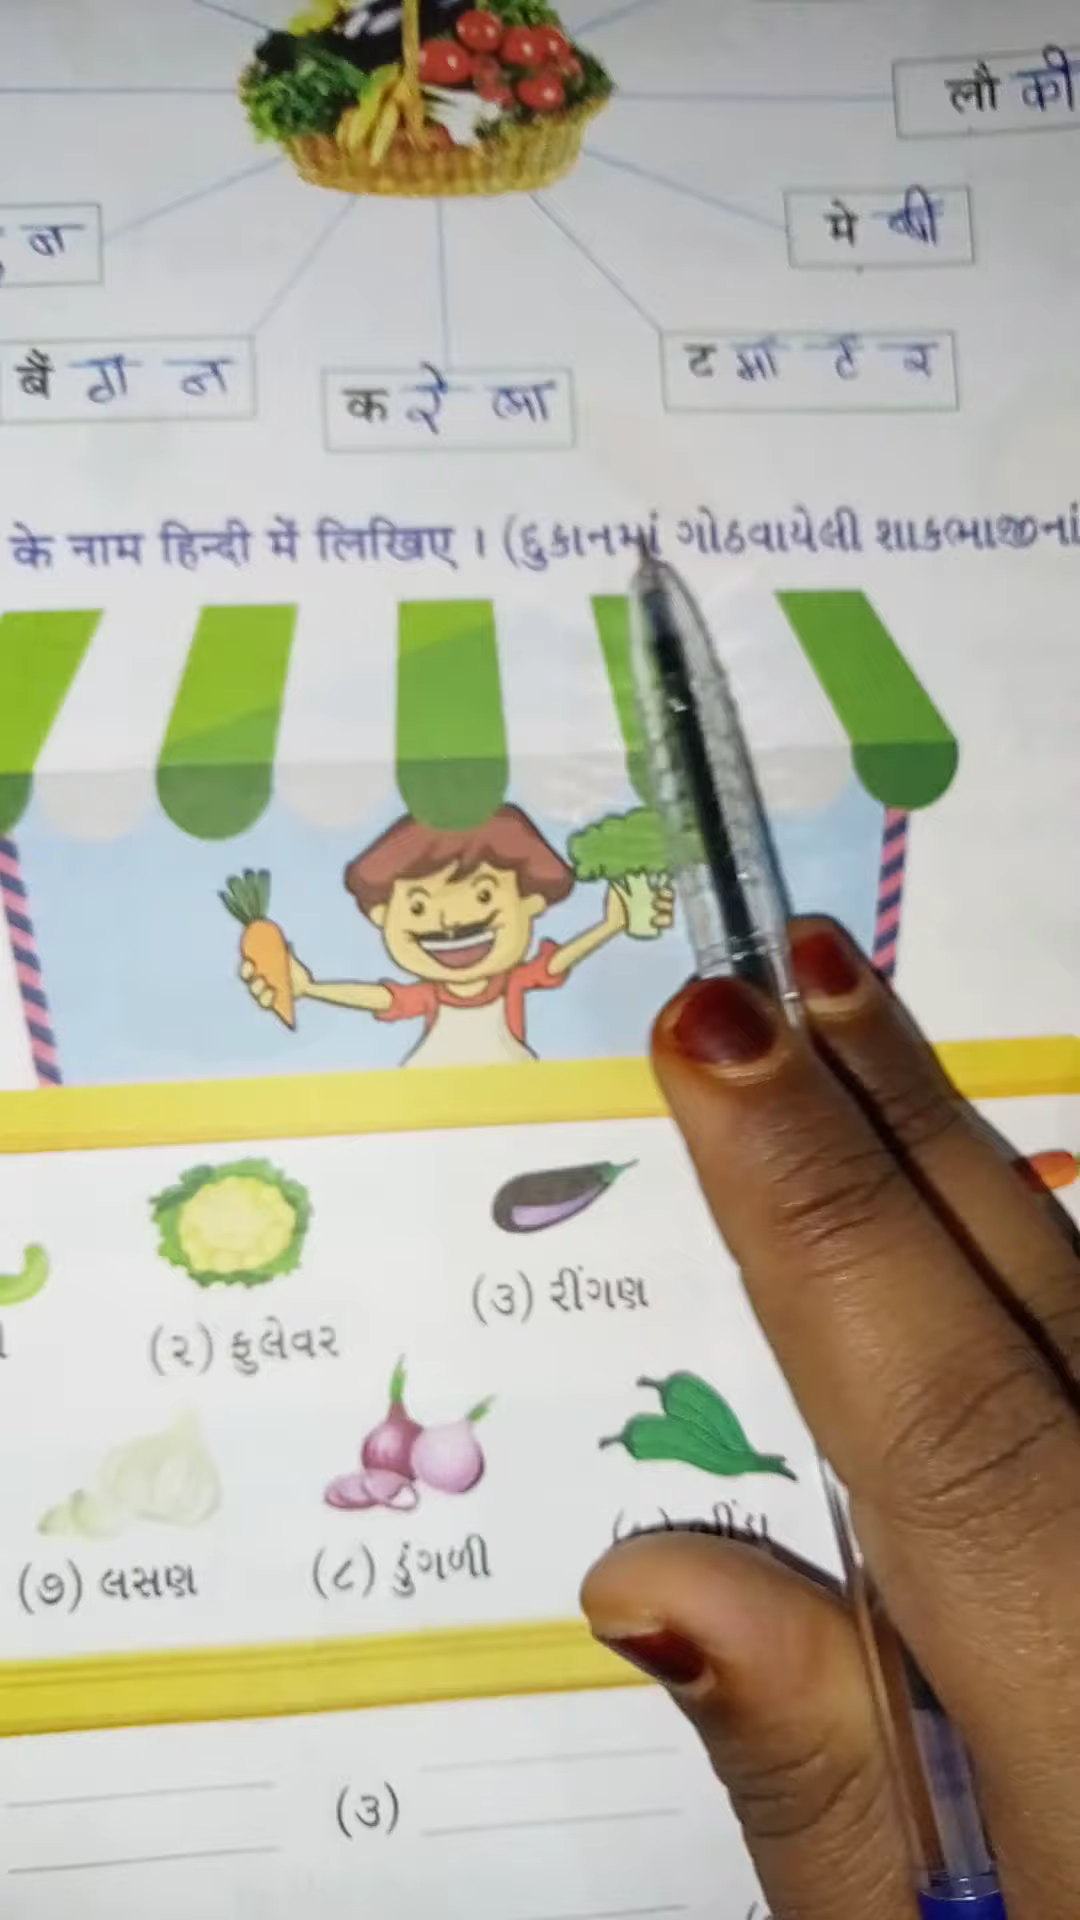 लौ की
न
मे थी
बैं ग न
क रे ला
ट मा ट र
के नाम हिन्दी में लिखिए । (દુકાનમાં ગોઠવાયેલી શાકભાજીનાં
(૨) ફુલેવર
(૩) રીંગણ
(૭) લસણ
(૮) ડુંગળી
(૩)